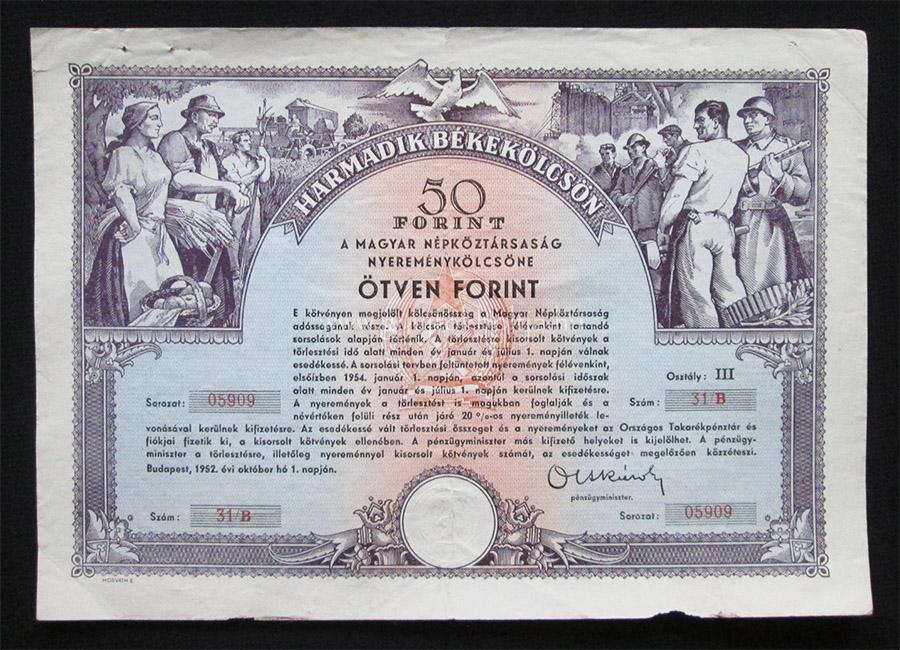 HARMADIK BÉKEKÖLCSÖN
50
FORINT
A MAGYAR NÉPKÖZTÁRSASÁG
NYEREMÉNYKÖLCSÖNE
ÖTVEN FORINT
E kötvényen megjelölt kölcsönösszeg a Magyar Népköztársaság
adósságának része. A kölcsön törlesztése félévenkint tartandó
sorsolások alapján történik. A törlesztésre kisorsolt kötvények a
törlesztési idő alatt minden év január és július 1. napján válnak
esedékessé. A sorsolási tervben feltüntetett nyeremények félévenkint,
elsőízben 1954. január 1. napján, azontúl a sorsolási időszak
alatt minden év január és július 1. napján kerülnek kifizetésre.
A nyeremények a törlesztést is magukban foglalják és a
névértéken felüli rész után járó 20%-os nyereményilleték le-
vonásával kerülnek kifizetésre. Az esedékessé vált törlesztési összeget és a nyereményeket az Országos Takarékpénztár és
fiókjai fizetik ki, a kisorsolt kötvények ellenében. A pénzügyminiszter más kifizető helyeket is kijelölhet. A pénzügy-
miniszter a törlesztésre, illetőleg nyereménnyel kisorsolt kötvények számát, az esedékességet megelőzően közzéteszi.
Budapest, 1952. évi október hó 1. napján.
Osztály: III
Sorozat: 05909
Szám: 31/B
pénzügyminiszter.
Szám: 31/B
Sorozat: 05909
HORVÁTH E.